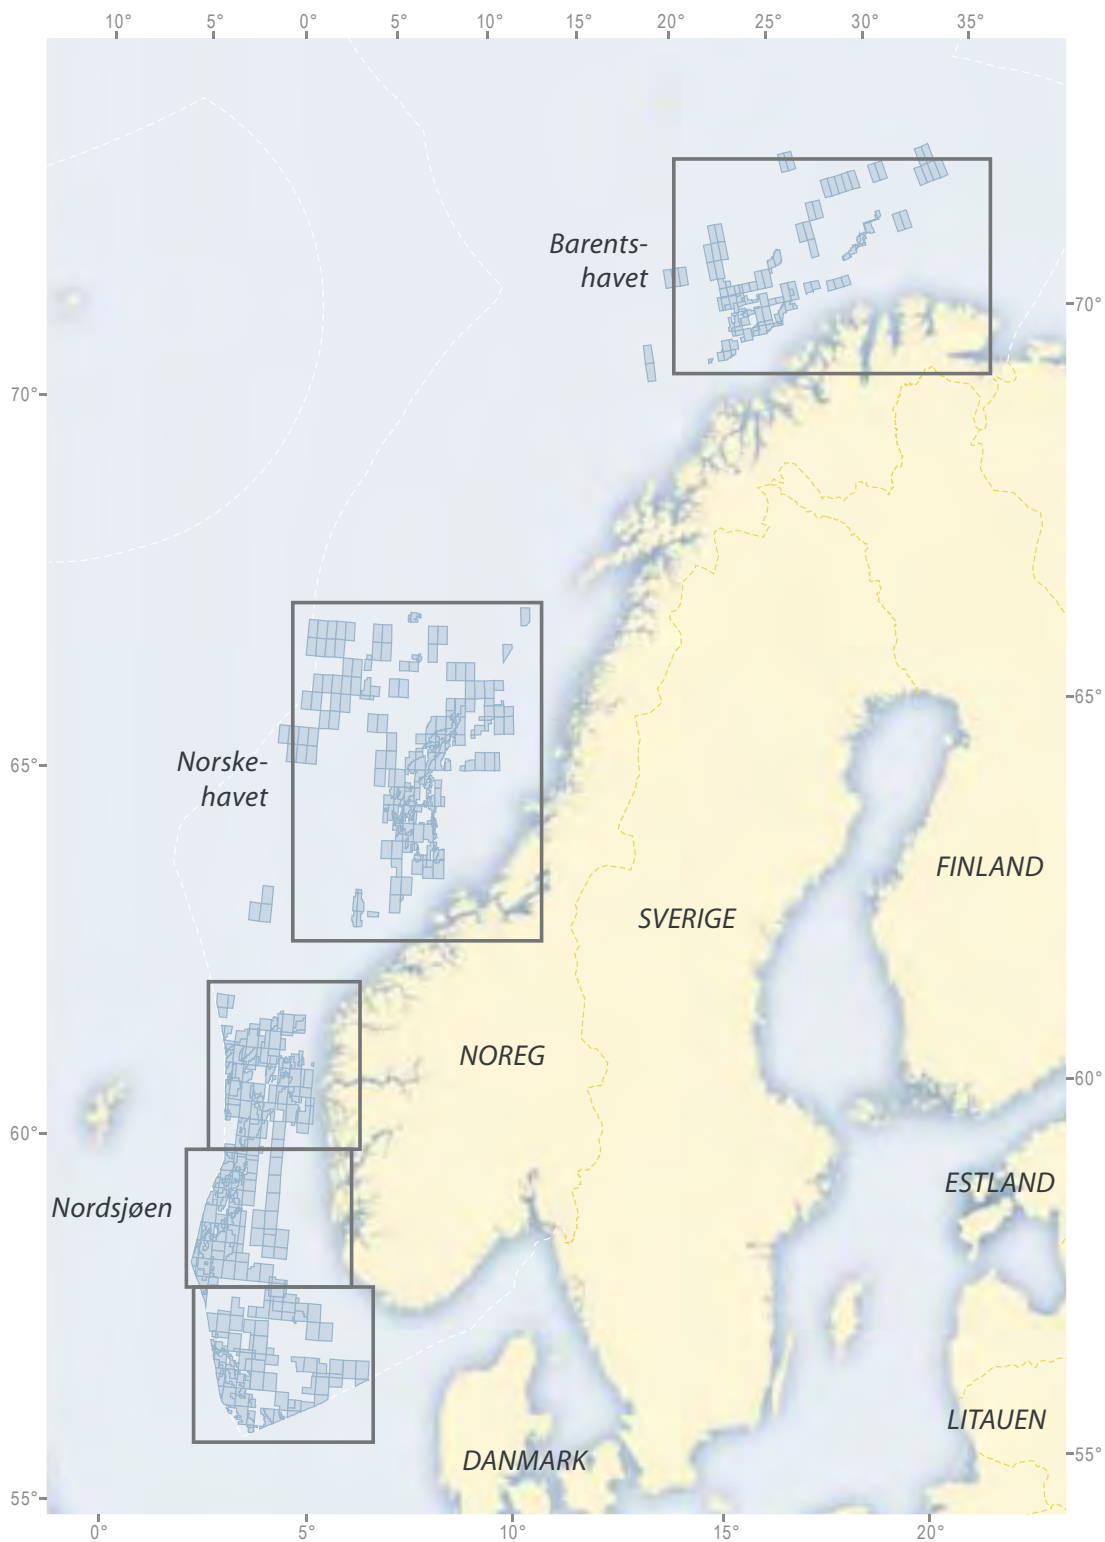 10° 5° 0° 5° 10° 15° 20° 25° 30° 35°
Barents-
havet
70°
70°
65°
Norske-
havet
65°
FINLAND
SVERIGE
NOREG
60°
60°
ESTLAND
Nordsjøen
LITAUEN
DANMARK
55°
55°
0° 5° 10° 15° 20°